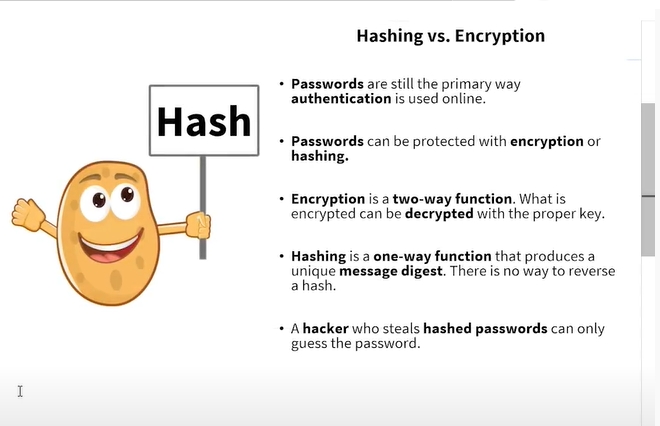 Hashing vs. Encryption
Hash
• Passwords are still the primary way
authentication is used online.
• Passwords can be protected with encryption or
hashing.
• Encryption is a two-way function. What is
encrypted can be decrypted with the proper key.
• Hashing is a one-way function that produces a
unique message digest. There is no way to reverse
a hash.
• A hacker who steals hashed passwords can only
guess the password.